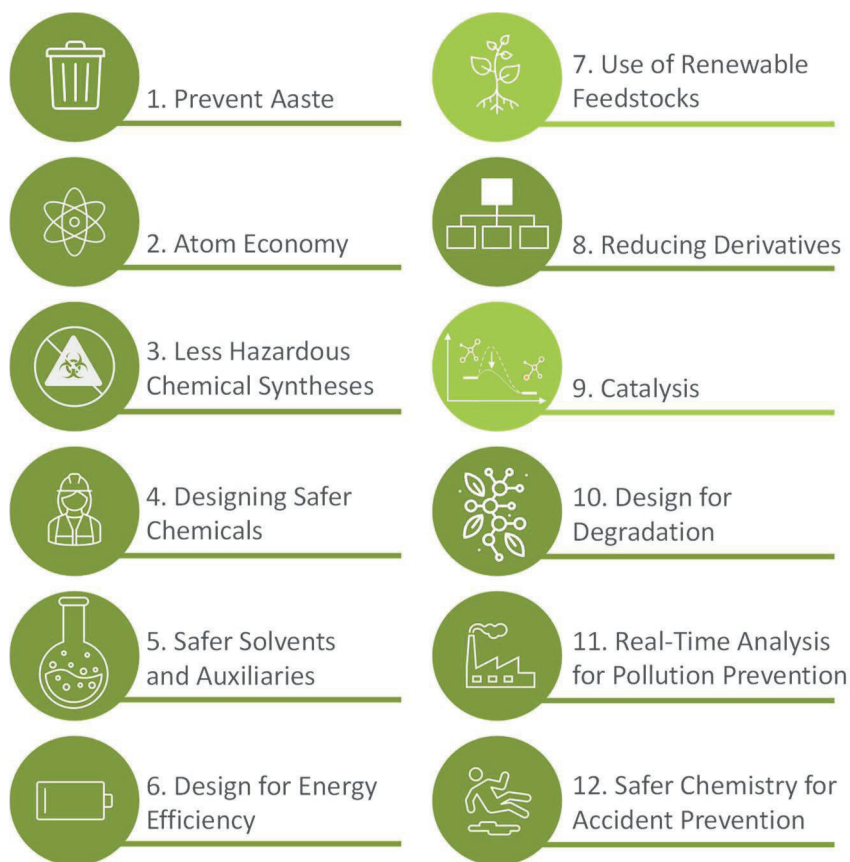 1. Prevent Aaste
2. Atom Economy
3. Less Hazardous
Chemical Syntheses
4. Designing Safer
Chemicals
5. Safer Solvents
and Auxiliaries
6. Design for Energy
Efficiency
7. Use of Renewable
Feedstocks
8. Reducing Derivatives
9. Catalysis
10. Design for
Degradation
11. Real-Time Analysis
for Pollution Prevention
12. Safer Chemistry for
Accident Prevention